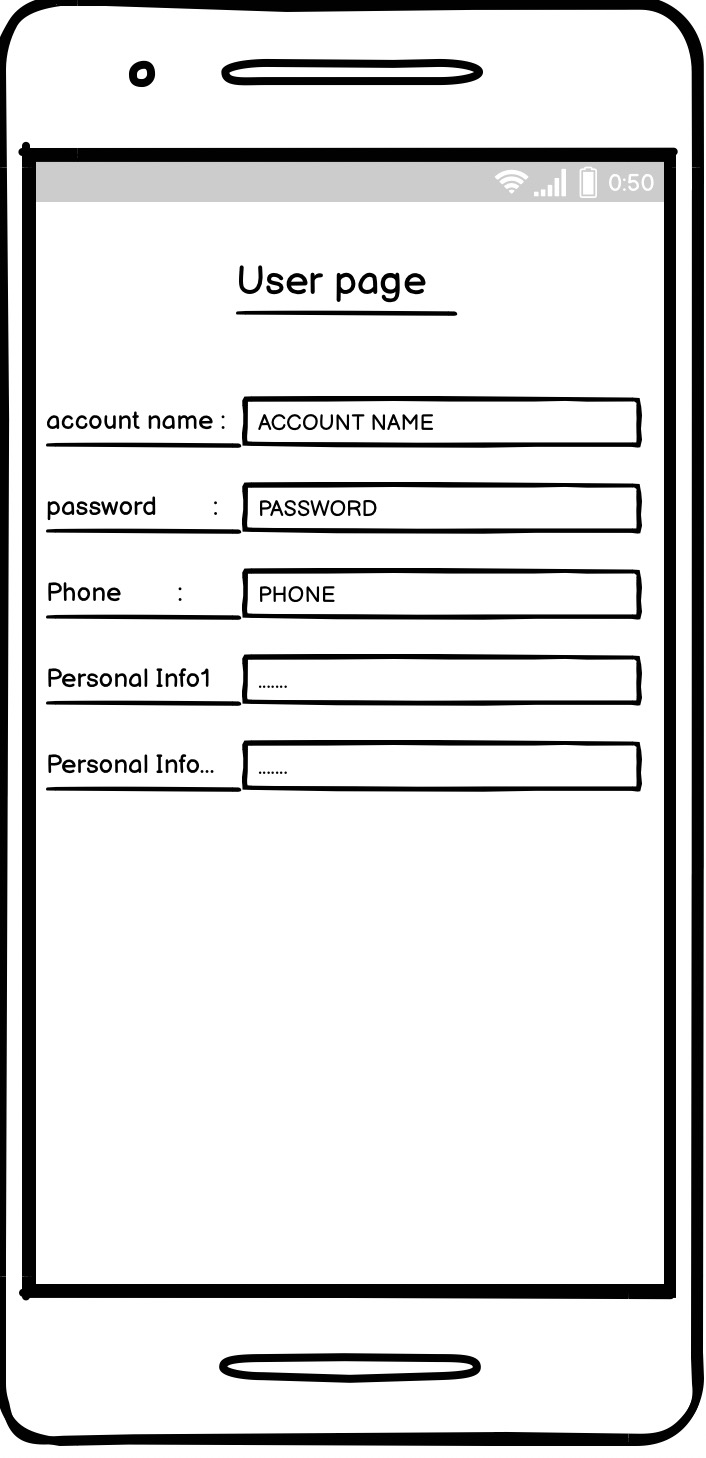 0:50
User page
account name : ACCOUNT NAME
password : PASSWORD
Phone : PHONE
Personal Info1 .......
Personal Info... .......